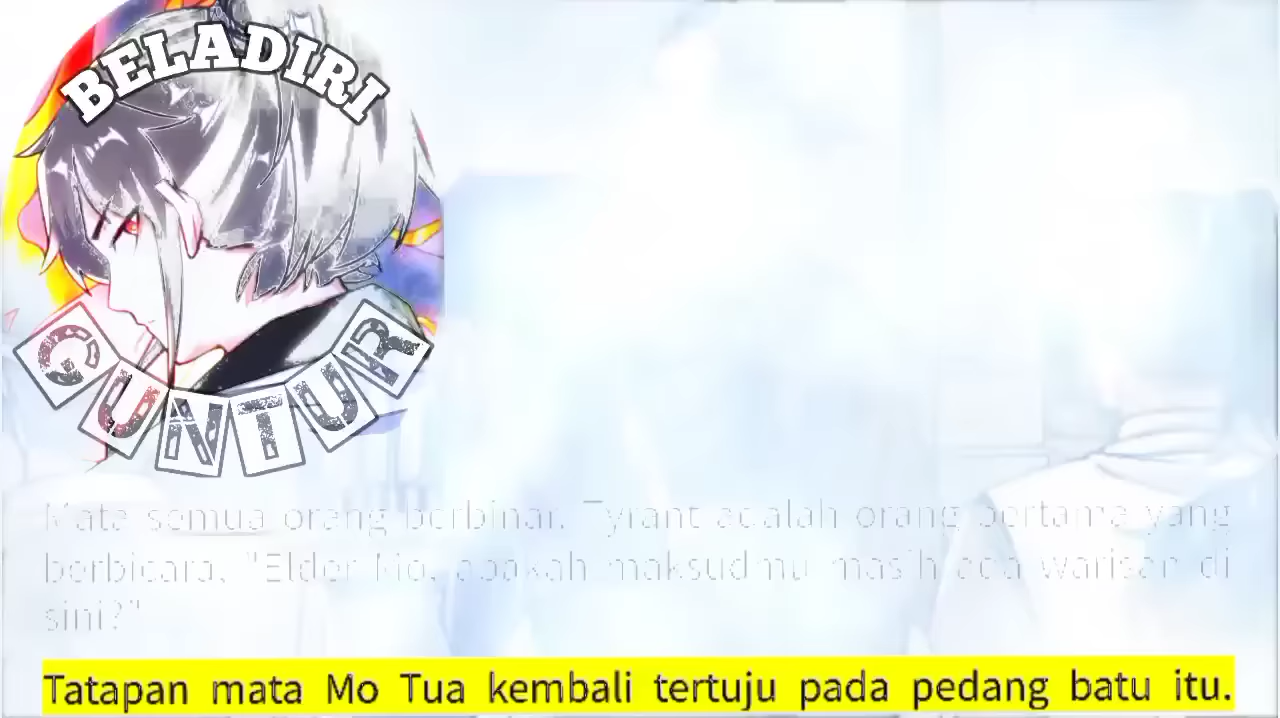 BELADIRI
GUNTUR
Mata semua orang berbinar. Tyrant adalah orang pertama yang
berbicara, "Elder Mo, apakah maksudmu masih ada warisan di
sini?"
Tatapan mata Mo Tua kembali tertuju pada pedang batu itu.